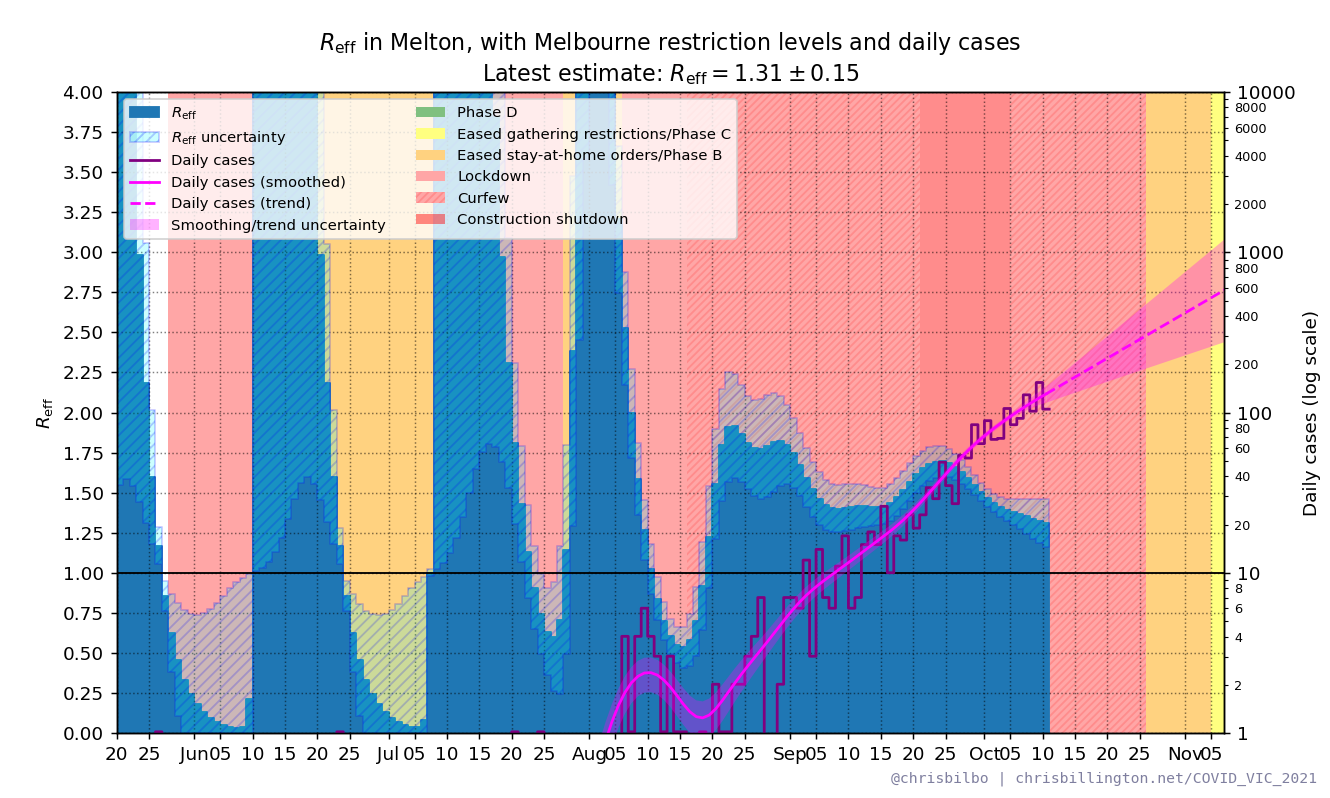 Reff in Melton, with Melbourne restriction levels and daily cases
Latest estimate: Reff = 1.31 ± 0.15
Reff
Reff uncertainty
Daily cases
Daily cases (smoothed)
Daily cases (trend)
Smoothing/trend uncertainty
Phase D
Eased gathering restrictions/Phase C
Eased stay-at-home orders/Phase B
Lockdown
Curfew
Construction shutdown
4.00
3.75
3.50
3.25
3.00
2.75
2.50
2.25
2.00
1.75
1.50
1.25
1.00
0.75
0.50
0.25
0.00
Reff
10000
8000
6000
4000
2000
1000
800
600
400
200
100
80
60
40
20
10
8
6
4
2
1
Daily cases (log scale)
20 25 Jun 05 10 15 20 25 Jul 05 10 15 20 25 Aug 05 10 15 20 25 Sep 05 10 15 20 25 Oct 05 10 15 20 25 Nov 05
@chrisbilbo | chrisbillington.net/COVID_VIC_2021